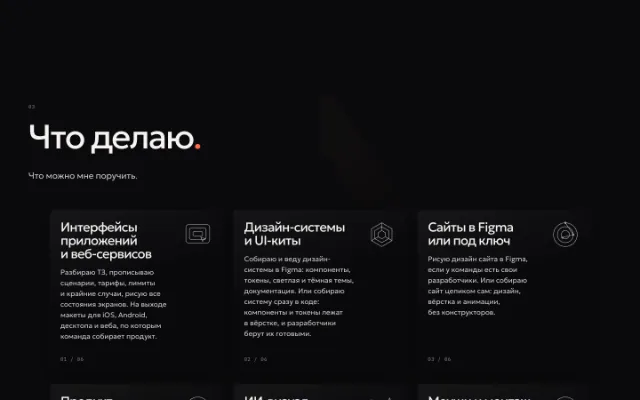 03
Что делаю.
Что можно мне поручить.
Интерфейсы
приложений
и веб-сервисов
Разбираю ТЗ, прописываю
сценарии, тарифы, лимиты
и крайние случаи, рисую все
состояния экранов. На выходе
макеты для iOS, Android,
десктопа и веба, по которым
команда собирает продукт.
01 / 06
Дизайн-системы
и UI-киты
Собираю и веду дизайн-
системы в Figma: компоненты,
токены, светлая и тёмная темы,
документация. Или собираю
систему сразу в коде:
компоненты и токены лежат
в вёрстке, и разработчики
берут их готовыми.
02 / 06
Сайты в Figma
или под ключ
Рисую дизайн сайта в Figma,
если у команды есть свои
разработчики. Или собираю
сайт целиком сам: дизайн,
вёрстка и анимации,
без конструкторов.
03 / 06